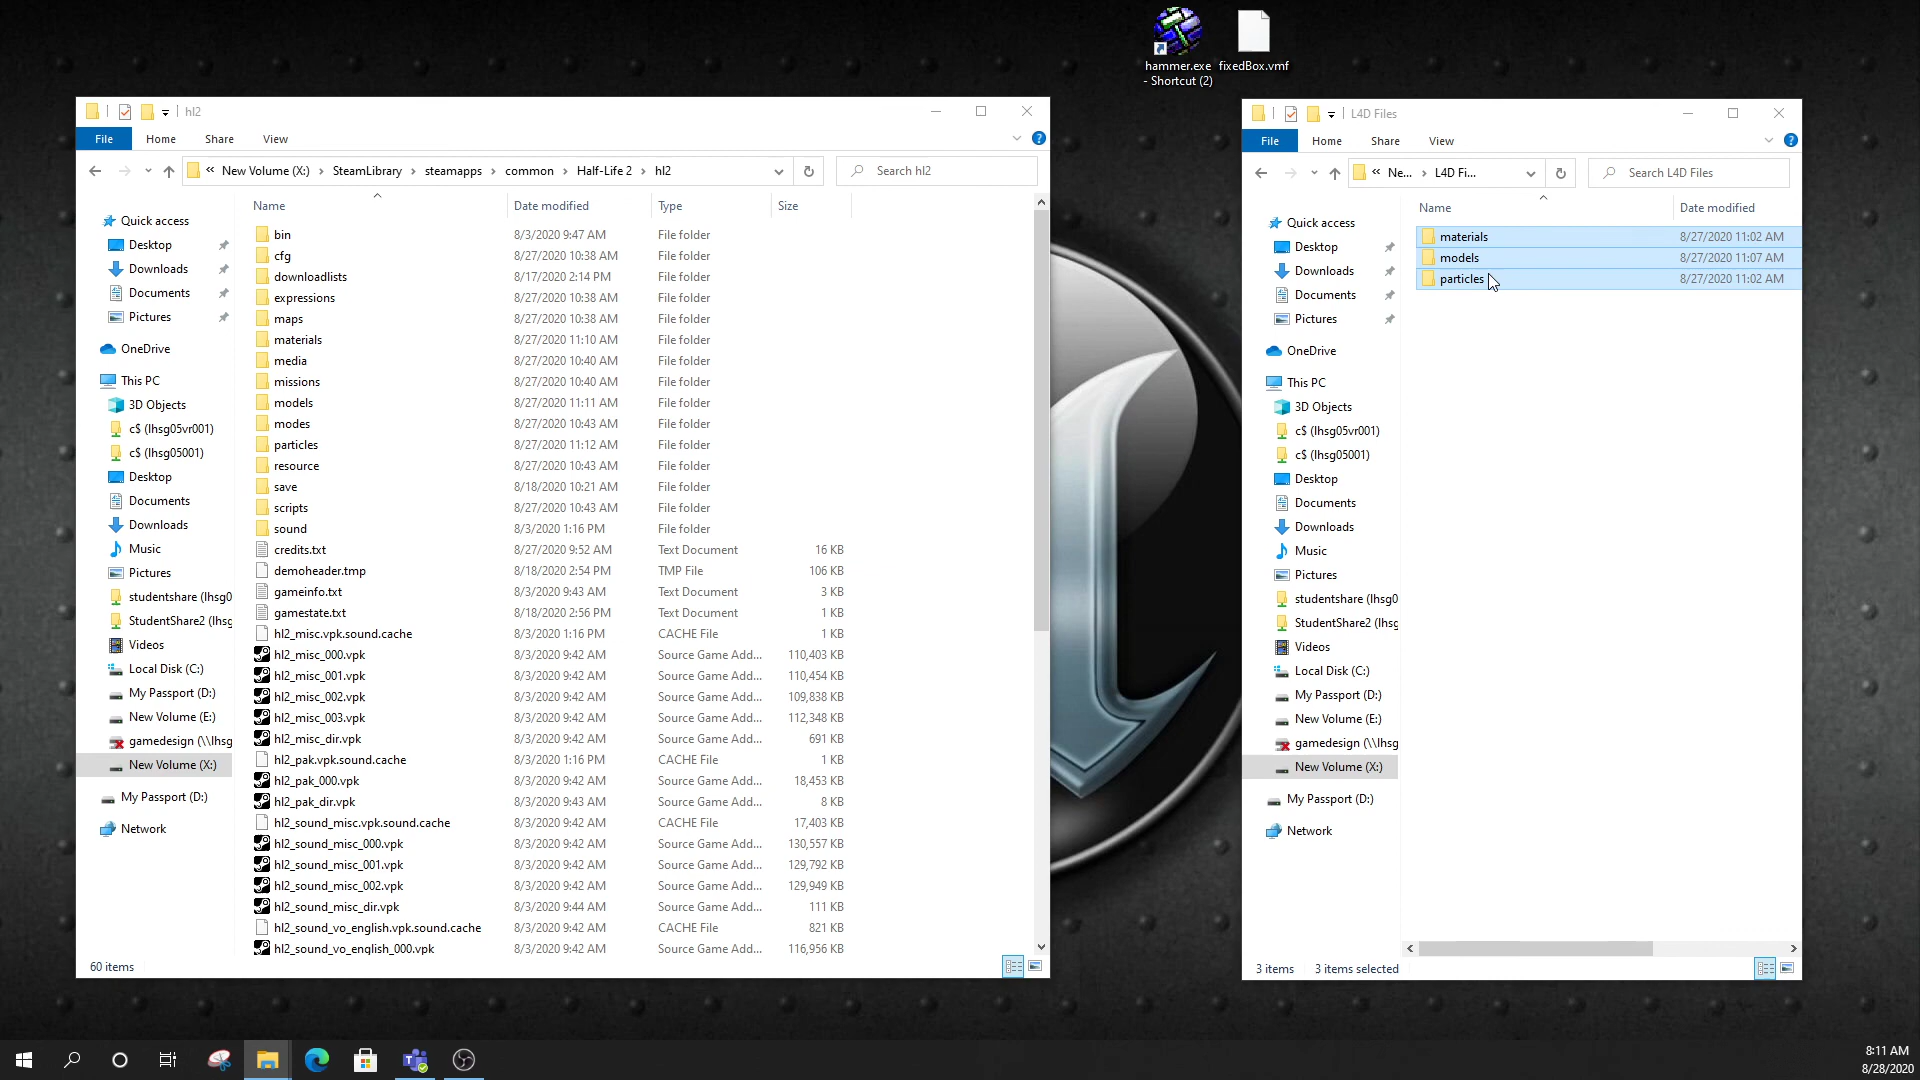 hammer.exe
- Shortcut (2)
fixedBox.vmf
hl2
File Home Share View
New Volume (X:) SteamLibrary steamapps common Half-Life 2 hl2
Search hl2
Quick access
Desktop
Downloads
Documents
Pictures
OneDrive
This PC
3D Objects
c$ (lhsg05vr001)
c$ (lhsg05001)
Desktop
Documents
Downloads
Music
Pictures
studentshare (lhsg0
StudentShare2 (lhsg
Videos
Local Disk (C:)
My Passport (D:)
New Volume (E:)
gamedesign (\\lhsg
New Volume (X:)
My Passport (D:)
Network
Name Date modified Type Size
bin 8/3/2020 9:47 AM File folder
cfg 8/27/2020 10:38 AM File folder
downloadlists 8/17/2020 2:14 PM File folder
expressions 8/27/2020 10:38 AM File folder
maps 8/27/2020 10:38 AM File folder
materials 8/27/2020 11:10 AM File folder
media 8/27/2020 10:40 AM File folder
missions 8/27/2020 10:40 AM File folder
models 8/27/2020 11:11 AM File folder
modes 8/27/2020 10:43 AM File folder
particles 8/27/2020 11:12 AM File folder
resource 8/27/2020 10:43 AM File folder
save 8/18/2020 10:21 AM File folder
scripts 8/27/2020 10:43 AM File folder
sound 8/3/2020 1:16 PM File folder
credits.txt 8/27/2020 9:52 AM Text Document 16 KB
demoheader.tmp 8/18/2020 2:54 PM TMP File 106 KB
gameinfo.txt 8/3/2020 9:43 AM Text Document 3 KB
gamestate.txt 8/18/2020 2:56 PM Text Document 1 KB
hl2_misc.vpk.sound.cache 8/3/2020 1:16 PM CACHE File 1 KB
hl2_misc_000.vpk 8/3/2020 9:42 AM Source Game Add... 110,403 KB
hl2_misc_001.vpk 8/3/2020 9:42 AM Source Game Add... 110,454 KB
hl2_misc_002.vpk 8/3/2020 9:42 AM Source Game Add... 109,838 KB
hl2_misc_003.vpk 8/3/2020 9:42 AM Source Game Add... 112,348 KB
hl2_misc_dir.vpk 8/3/2020 9:42 AM Source Game Add... 691 KB
hl2_pak.vpk.sound.cache 8/3/2020 1:16 PM CACHE File 1 KB
hl2_pak_000.vpk 8/3/2020 9:42 AM Source Game Add... 18,453 KB
hl2_pak_dir.vpk 8/3/2020 9:43 AM Source Game Add... 8 KB
hl2_sound_misc.vpk.sound.cache 8/3/2020 9:42 AM CACHE File 17,403 KB
hl2_sound_misc_000.vpk 8/3/2020 9:42 AM Source Game Add... 130,557 KB
hl2_sound_misc_001.vpk 8/3/2020 9:42 AM Source Game Add... 129,792 KB
hl2_sound_misc_002.vpk 8/3/2020 9:42 AM Source Game Add... 129,949 KB
hl2_sound_misc_dir.vpk 8/3/2020 9:44 AM Source Game Add... 111 KB
hl2_sound_vo_english.vpk.sound.cache 8/3/2020 9:42 AM CACHE File 821 KB
hl2_sound_vo_english_000.vpk 8/3/2020 9:42 AM Source Game Add... 116,956 KB
60 items
L4D Files
File Home Share View
Ne... L4D Fi...
Search L4D Files
Quick access
Desktop
Downloads
Documents
Pictures
OneDrive
This PC
3D Objects
c$ (lhsg05vr001)
c$ (lhsg05001)
Desktop
Documents
Downloads
Music
Pictures
studentshare (lhsg0
StudentShare2 (lhsg
Videos
Local Disk (C:)
My Passport (D:)
New Volume (E:)
gamedesign (\\lhsg
New Volume (X:)
My Passport (D:)
Network
Name Date modified
materials 8/27/2020 11:02 AM
models 8/27/2020 11:07 AM
particles 8/27/2020 11:02 AM
3 items 3 items selected
8:11 AM
8/28/2020